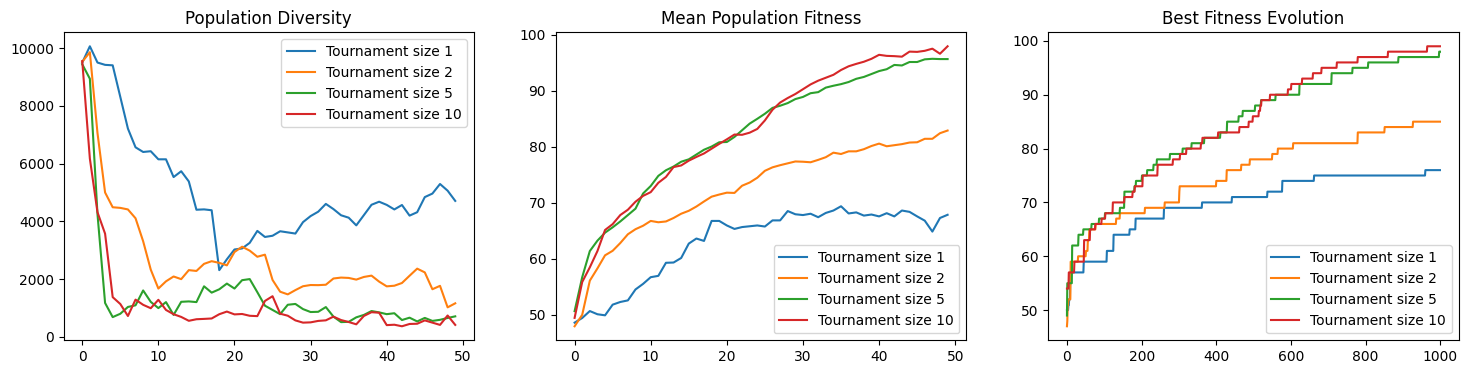 Population Diversity
10000
8000
6000
4000
2000
0
0 10 20 30 40 50
Tournament size 1
Tournament size 2
Tournament size 5
Tournament size 10
Mean Population Fitness
100
90
80
70
60
50
0 10 20 30 40 50
Tournament size 1
Tournament size 2
Tournament size 5
Tournament size 10
Best Fitness Evolution
100
90
80
70
60
50
0 200 400 600 800 1000
Tournament size 1
Tournament size 2
Tournament size 5
Tournament size 10